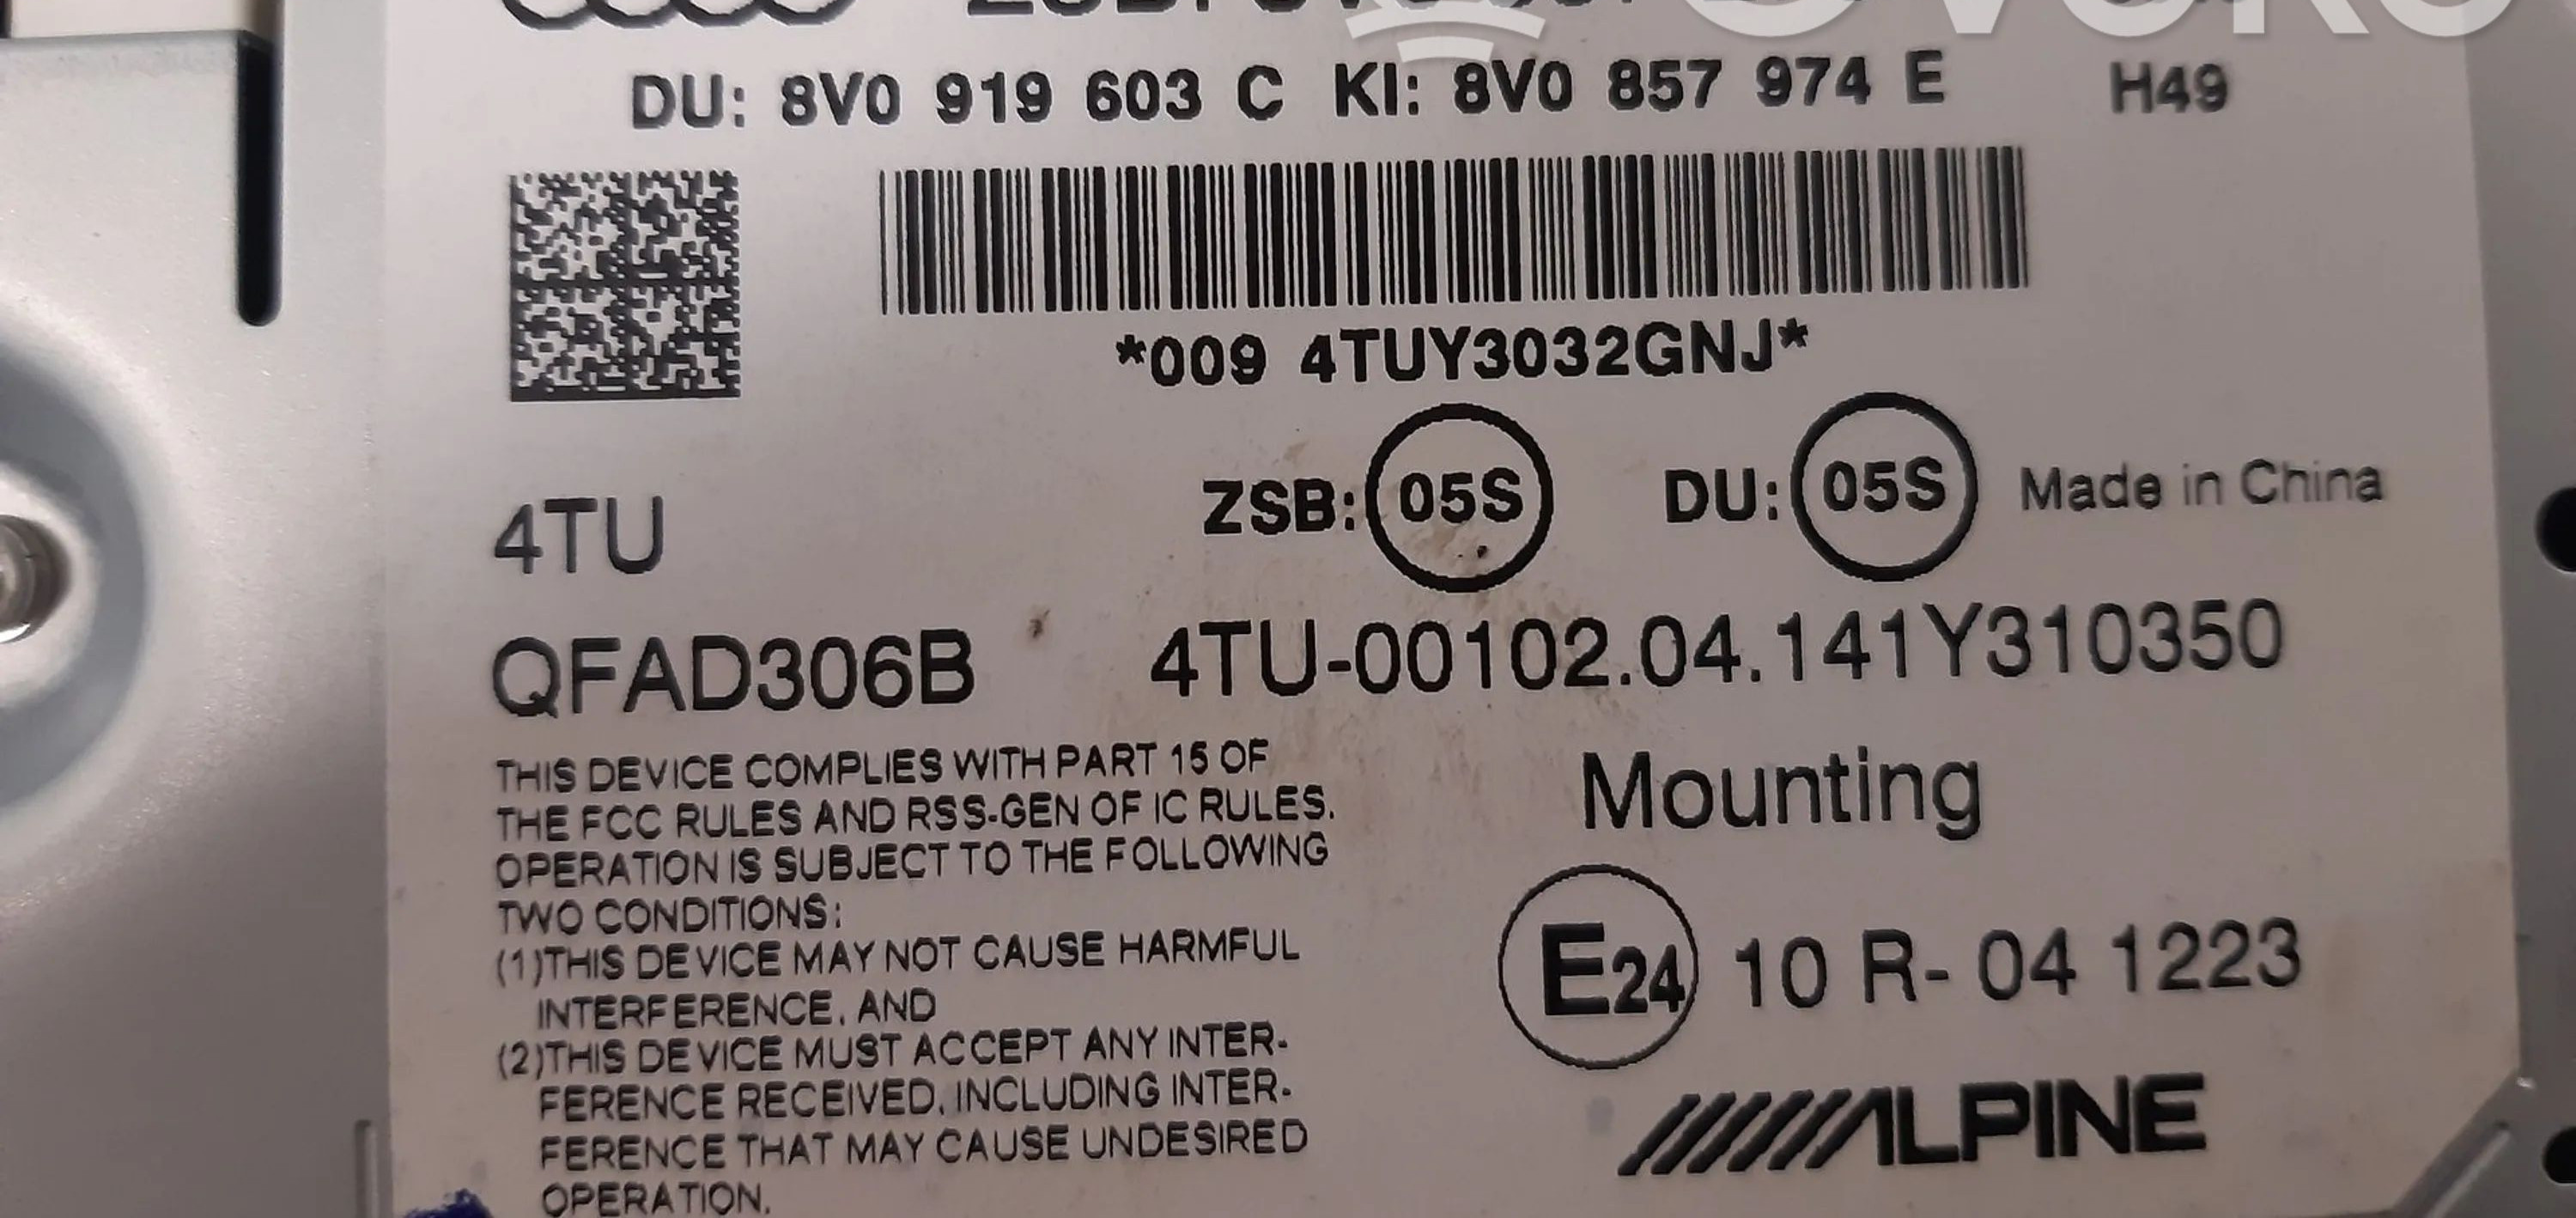 DU: 8V0 919 603 C KI: 8V0 857 974 E H49
*009 4TUY3032GNJ*
4TU
ZSB: 05S DU: 05S Made in China
QFAD306B 4TU-00102.04.141Y310350
THIS DEVICE COMPLIES WITH PART 15 OF
THE FCC RULES AND RSS-GEN OF IC RULES.
OPERATION IS SUBJECT TO THE FOLLOWING
TWO CONDITIONS:
(1)THIS DEVICE MAY NOT CAUSE HARMFUL
INTERFERENCE, AND
(2)THIS DEVICE MUST ACCEPT ANY INTER-
FERENCE RECEIVED, INCLUDING INTER-
FERENCE THAT MAY CAUSE UNDESIRED
OPERATION.
Mounting
E24 10 R- 04 1223
ALPINE